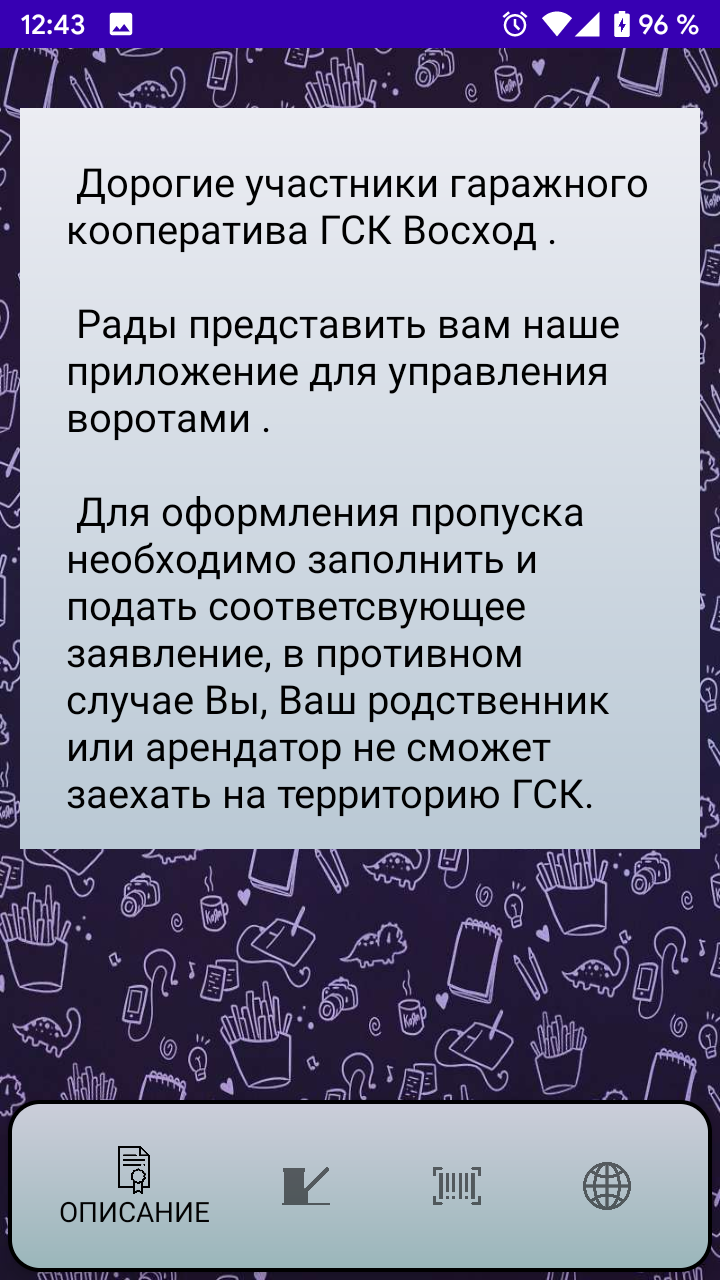 12:43
96 %
Дорогие участники гаражного
кооператива ГСК Восход .
Рады представить вам наше
приложение для управления
воротами .
Для оформления пропуска
необходимо заполнить и
подать соответсвующее
заявление, в противном
случае Вы, Ваш родственник
или арендатор не сможет
заехать на территорию ГСК.
ОПИСАНИЕ